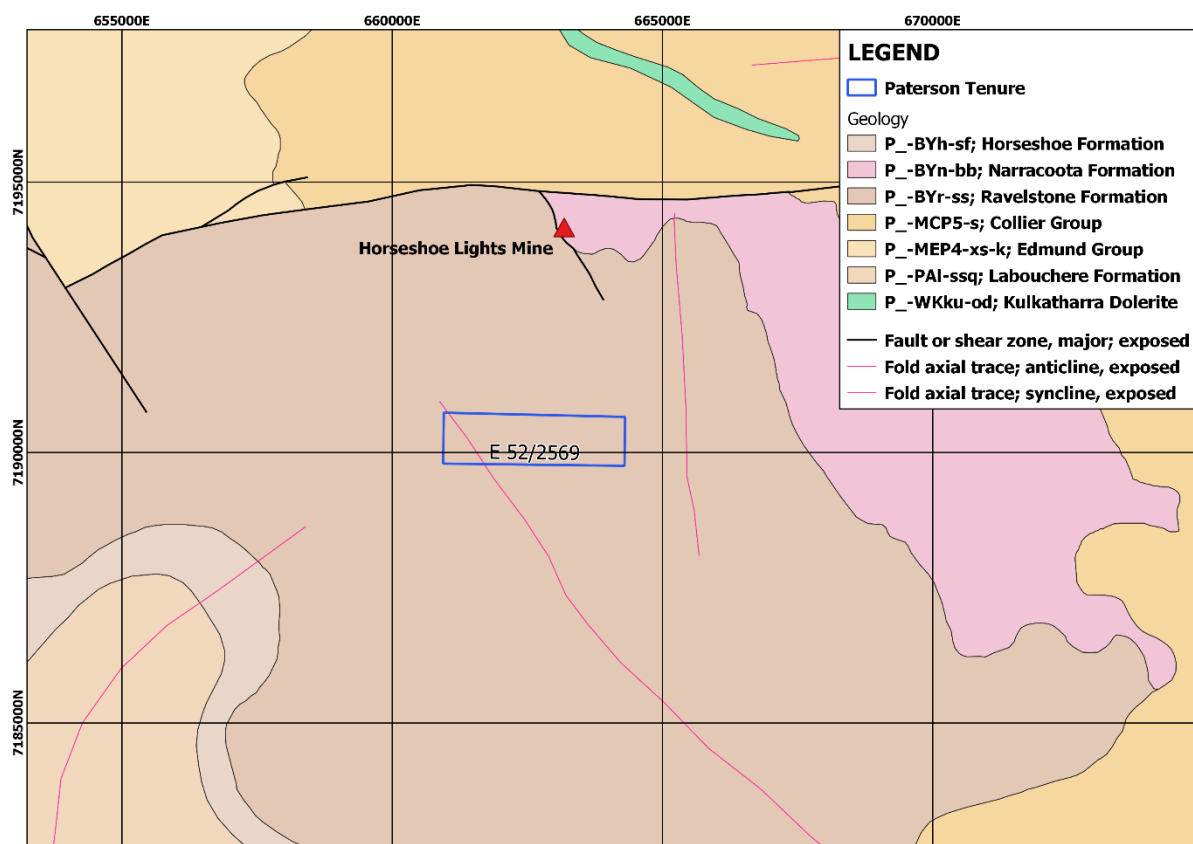 655000E
660000E
665000E
670000E
LEGEND
Paterson Tenure
Geology
P_-BYh-sf; Horseshoe Formation
P_-BYn-bb; Narracoota Formation
P_-BYr-ss; Ravelstone Formation
P_-MCP5-s; Collier Group
P_-MEP4-xs-k; Edmund Group
P_-PAl-ssq; Labouchere Formation
P_-WKku-od; Kulkatharra Dolerite
Fault or shear zone, major; exposed
Fold axial trace; anticline, exposed
Fold axial trace; syncline, exposed
7195000N
Horseshoe Lights Mine
7190000N
E 52/2569
7185000N